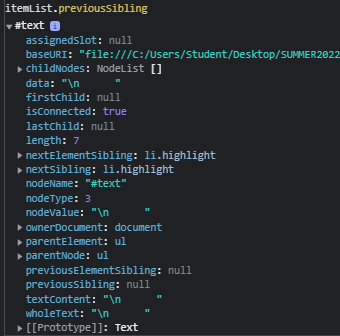 itemList.previousSibling
#text i
assignedSlot: null
baseURI: "file:///C:/Users/Student/Desktop/SUMMER2022
childNodes: NodeList []
data: "\n      "
firstChild: null
isConnected: true
lastChild: null
length: 7
nextElementSibling: li.highlight
nextSibling: li.highlight
nodeName: "#text"
nodeType: 3
nodeValue: "\n      "
ownerDocument: document
parentElement: ul
parentNode: ul
previousElementSibling: null
previousSibling: null
textContent: "\n      "
wholeText: "\n      "
[[Prototype]]: Text